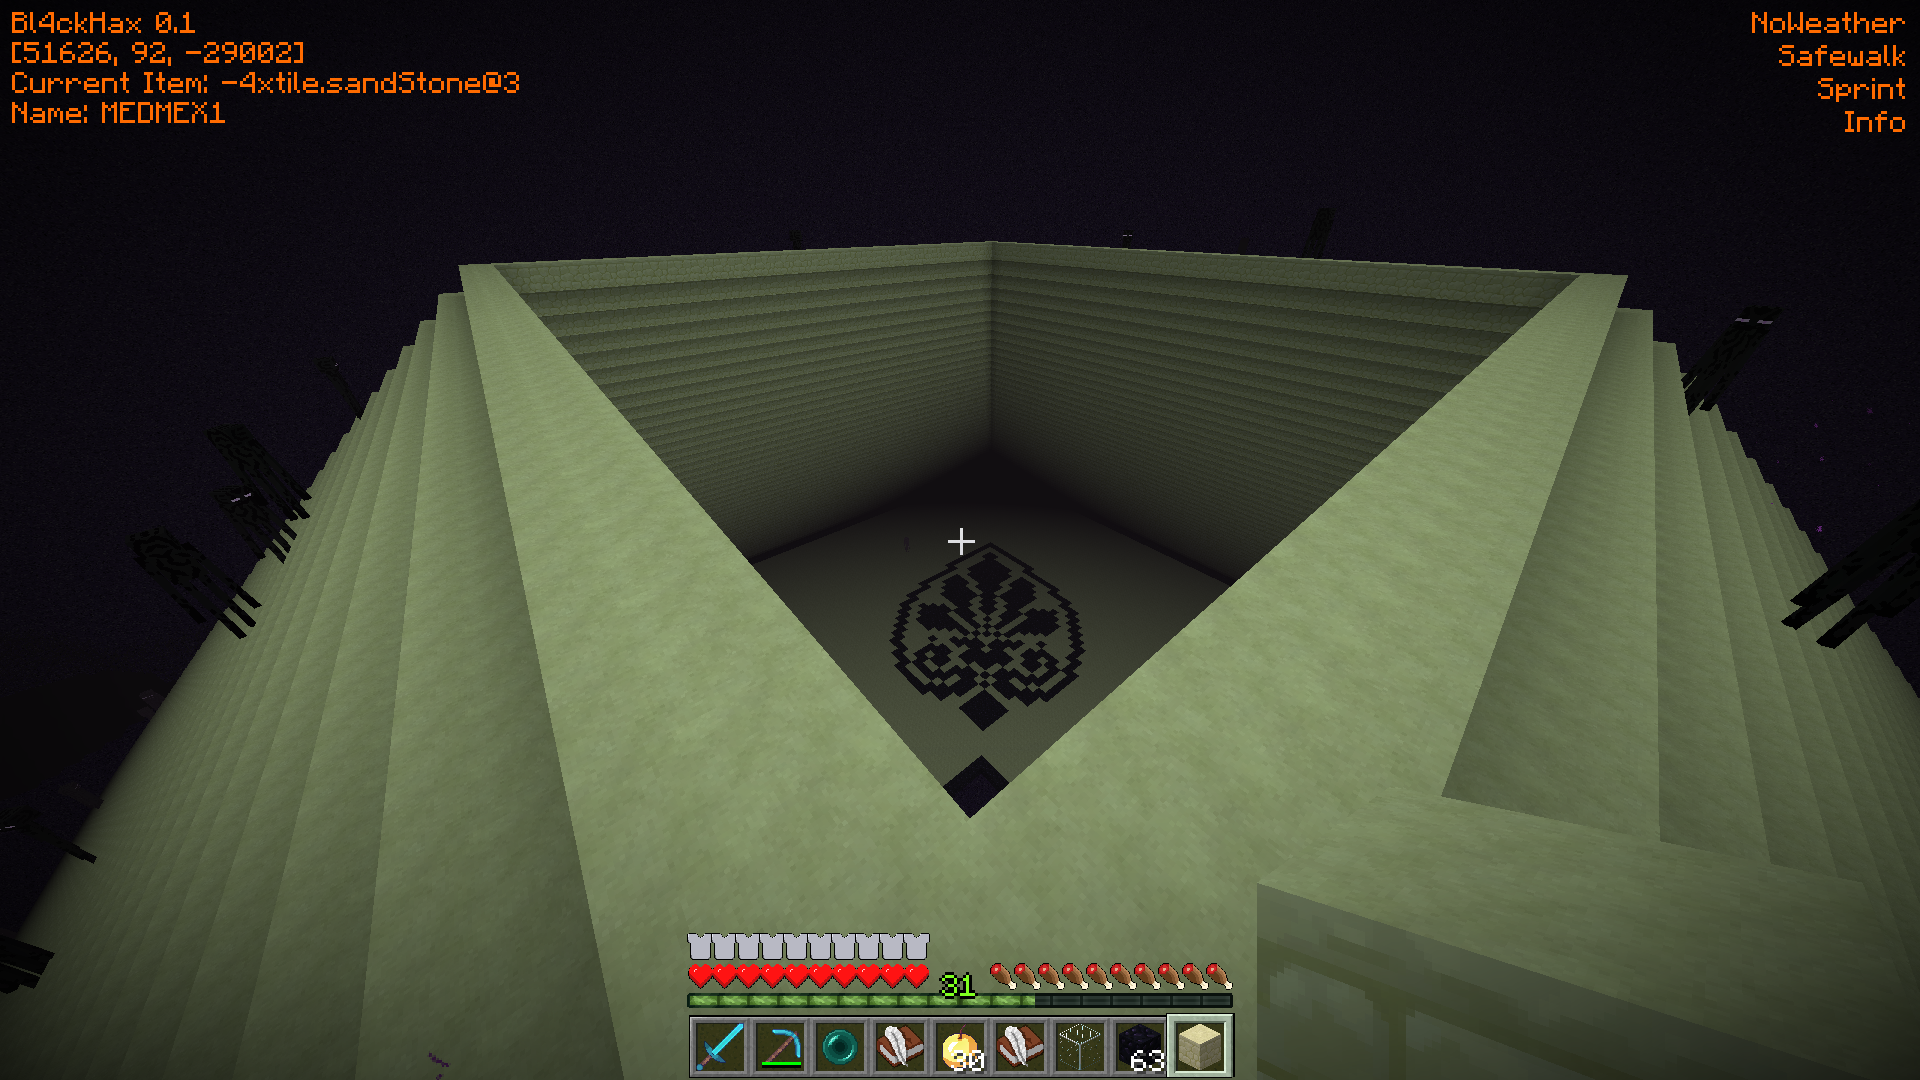 Bl4ckHax 0.1
[51626, 92, -29002]
Current Item: -4xtile.sandStone@3
Name: MEDMEX1
NoWeather
Safewalk
Sprint
Info
31
30
63